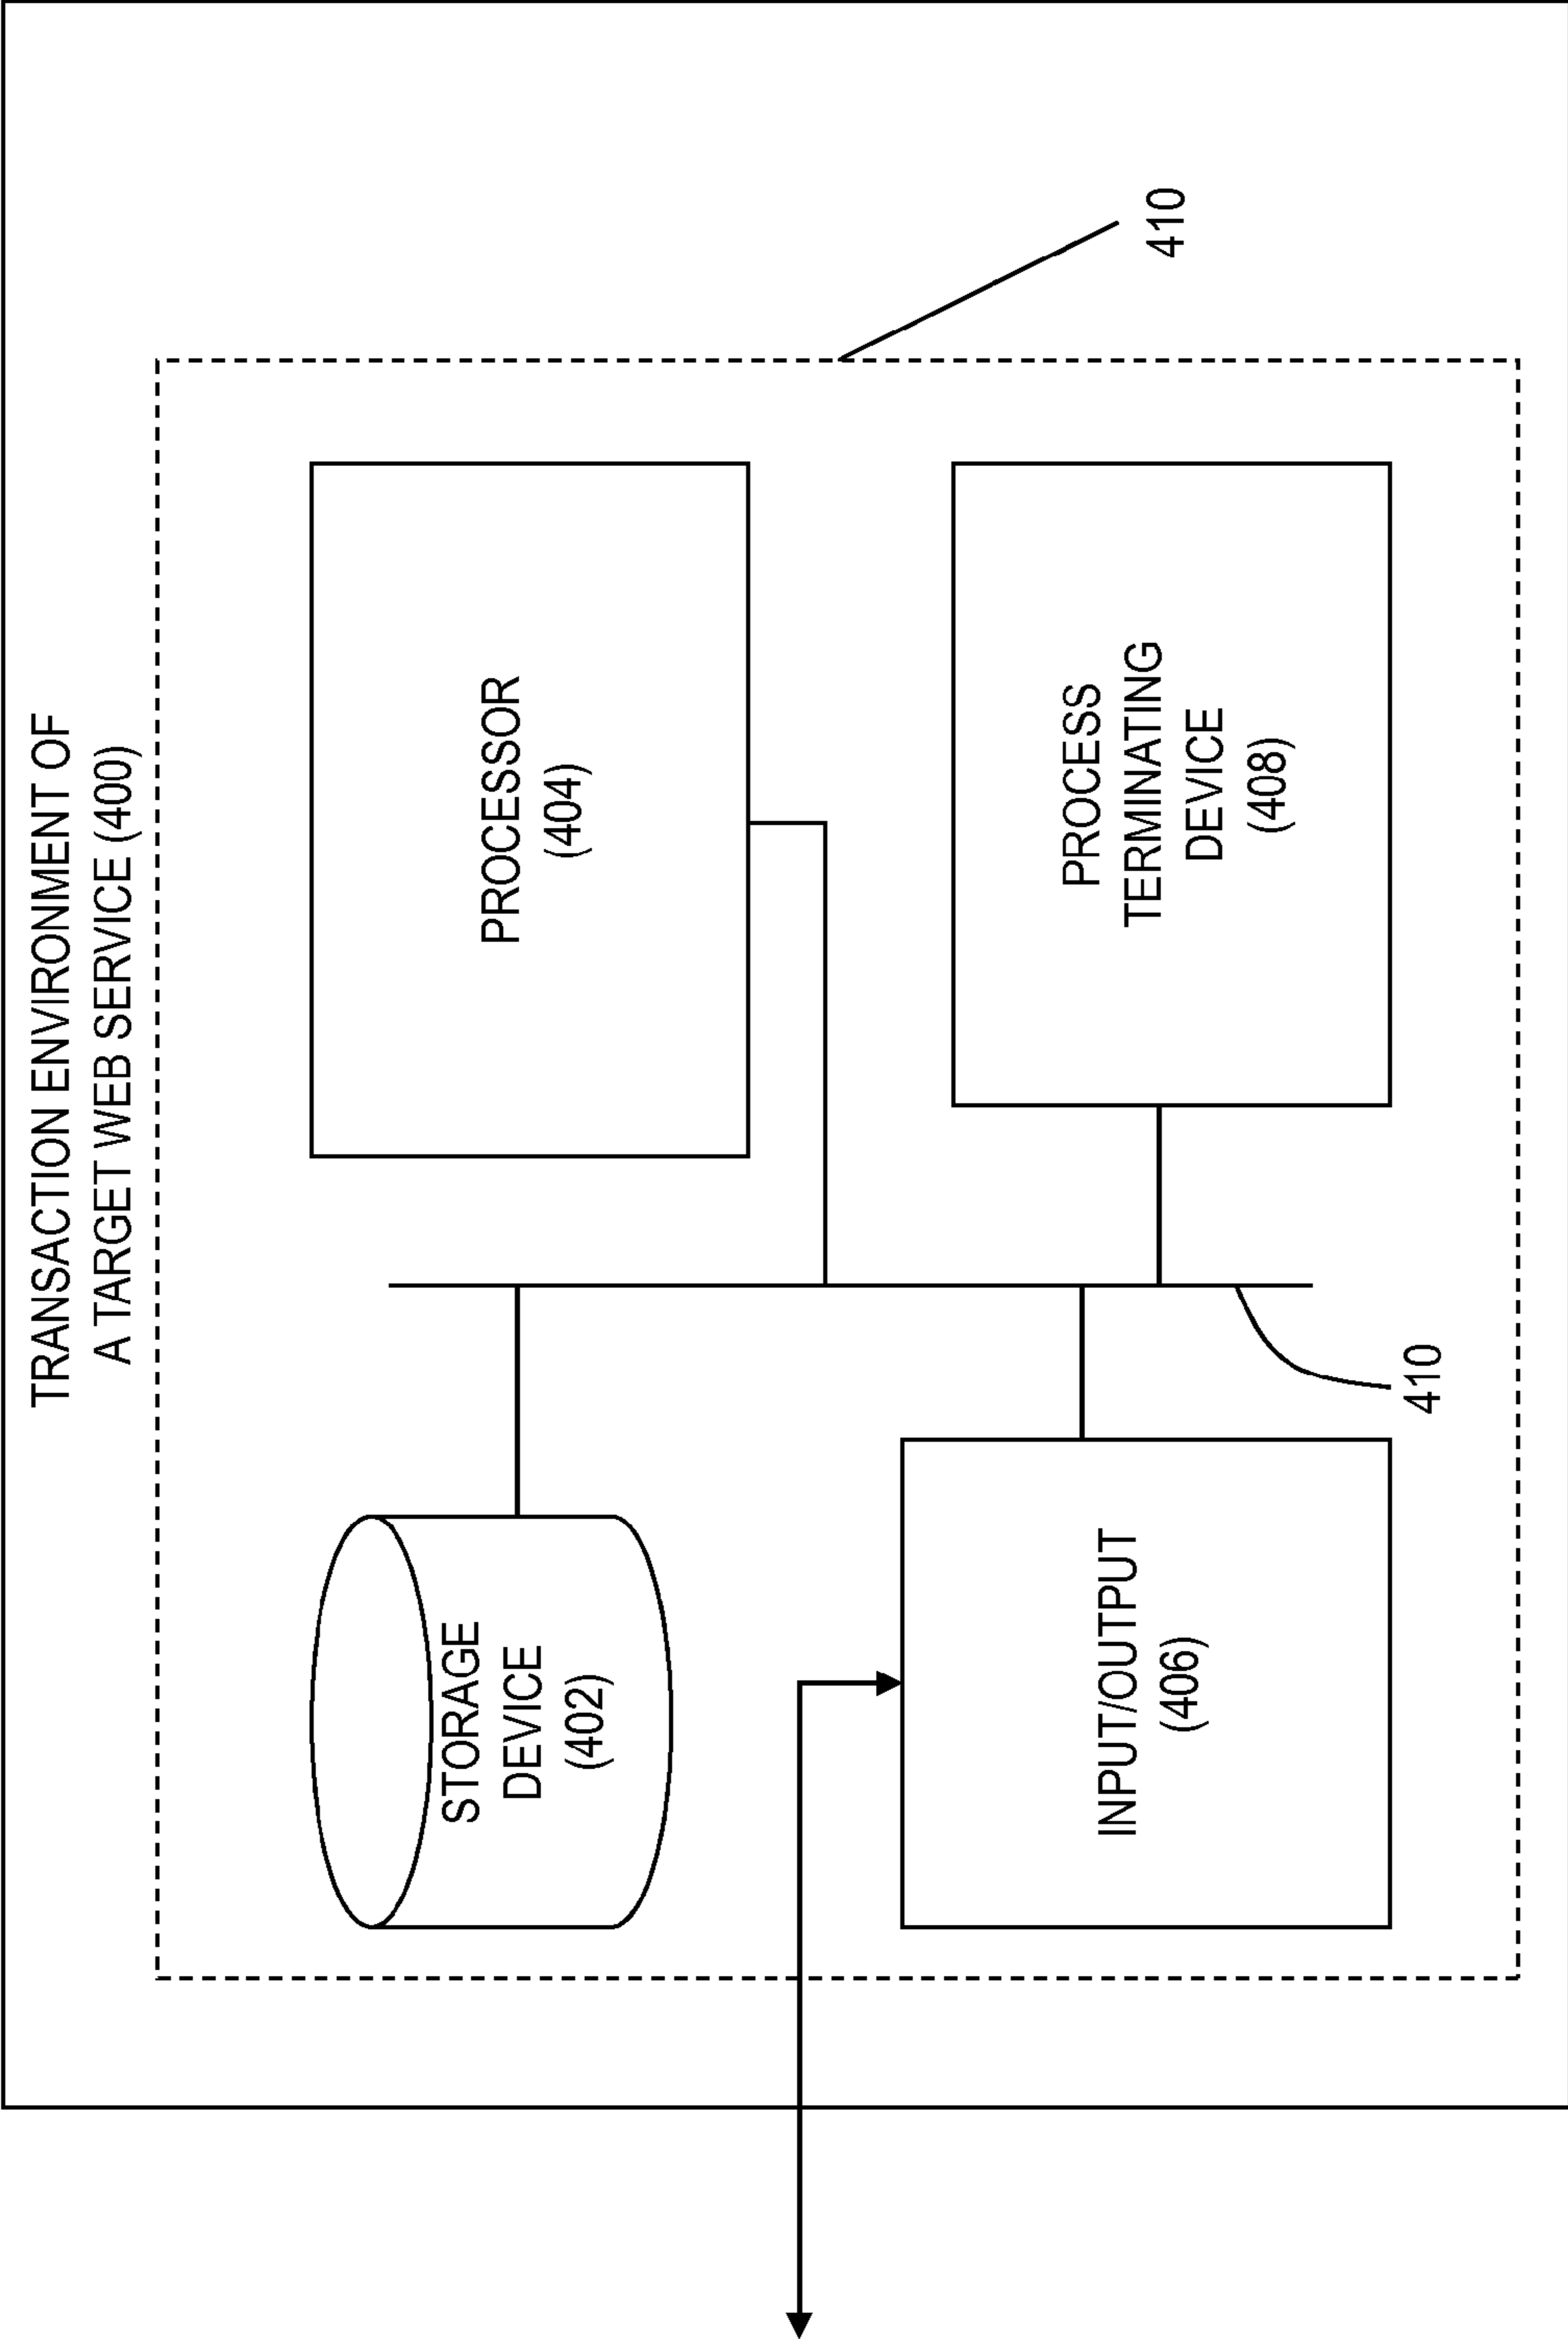 TRANSACTION ENVIRONMENT OF
A TARGET WEB SERVICE (400)
STORAGE
DEVICE
(402)
PROCESSOR
(404)
INPUT/OUTPUT
(406)
PROCESS
TERMINATING
DEVICE
(408)
410
410